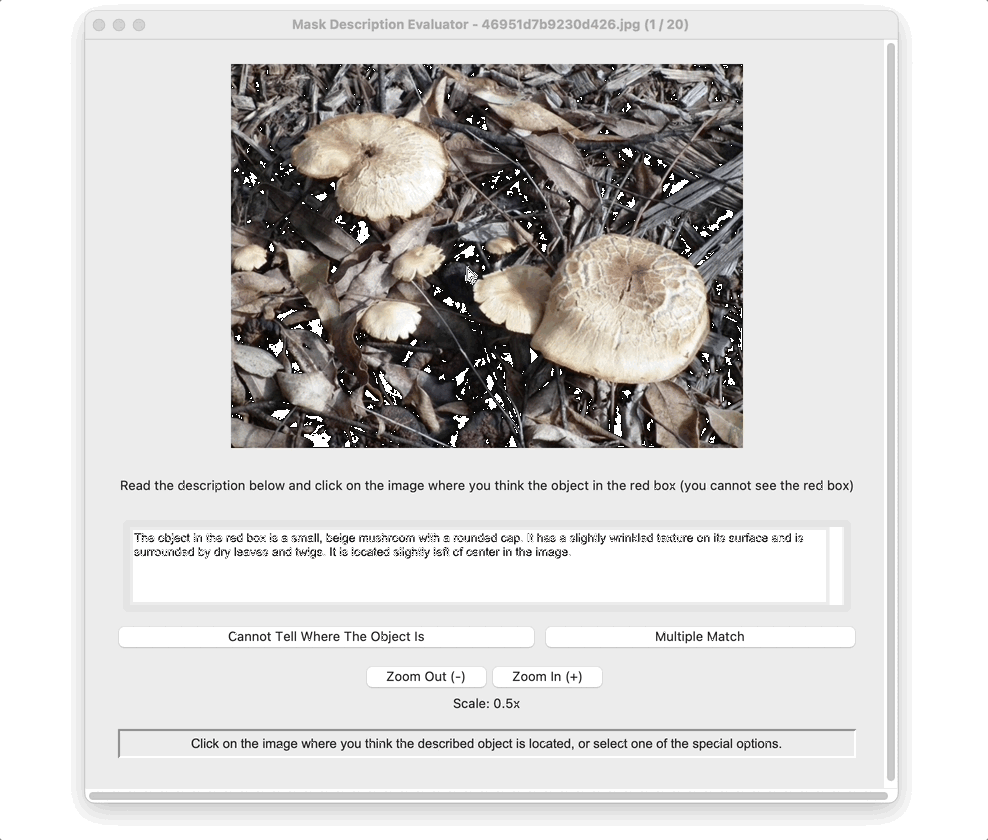 Mask Description Evaluator - 46951d7b9230d426.jpg (1 / 20)
Read the description below and click on the image where you think the object in the red box (you cannot see the red box)
The object in the red box is a small, beige mushroom with a rounded cap. It has a slightly wrinkled texture on its surface and is
surrounded by dry leaves and twigs. It is located slightly left of center in the image.
Cannot Tell Where The Object Is
Multiple Match
Zoom Out (-)
Zoom In (+)
Scale: 0.5x
Click on the image where you think the described object is located, or select one of the special options.